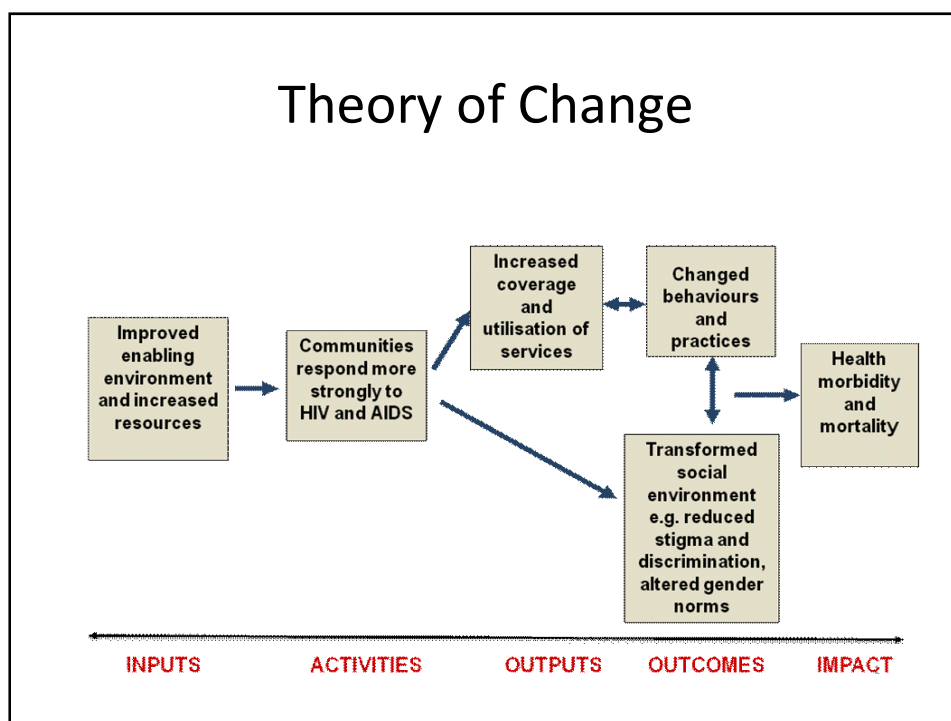 Theory of Change
Improved
enabling
environment
and increased
resources
Communities
respond more
strongly to
HIV and AIDS
Increased
coverage
and
utilisation of
services
Changed
behaviours
and
practices
Transformed
social
environment
e.g. reduced
stigma and
discrimination,
altered gender
norms
Health
morbidity
and
mortality
INPUTS
ACTIVITIES
OUTPUTS
OUTCOMES
IMPACT